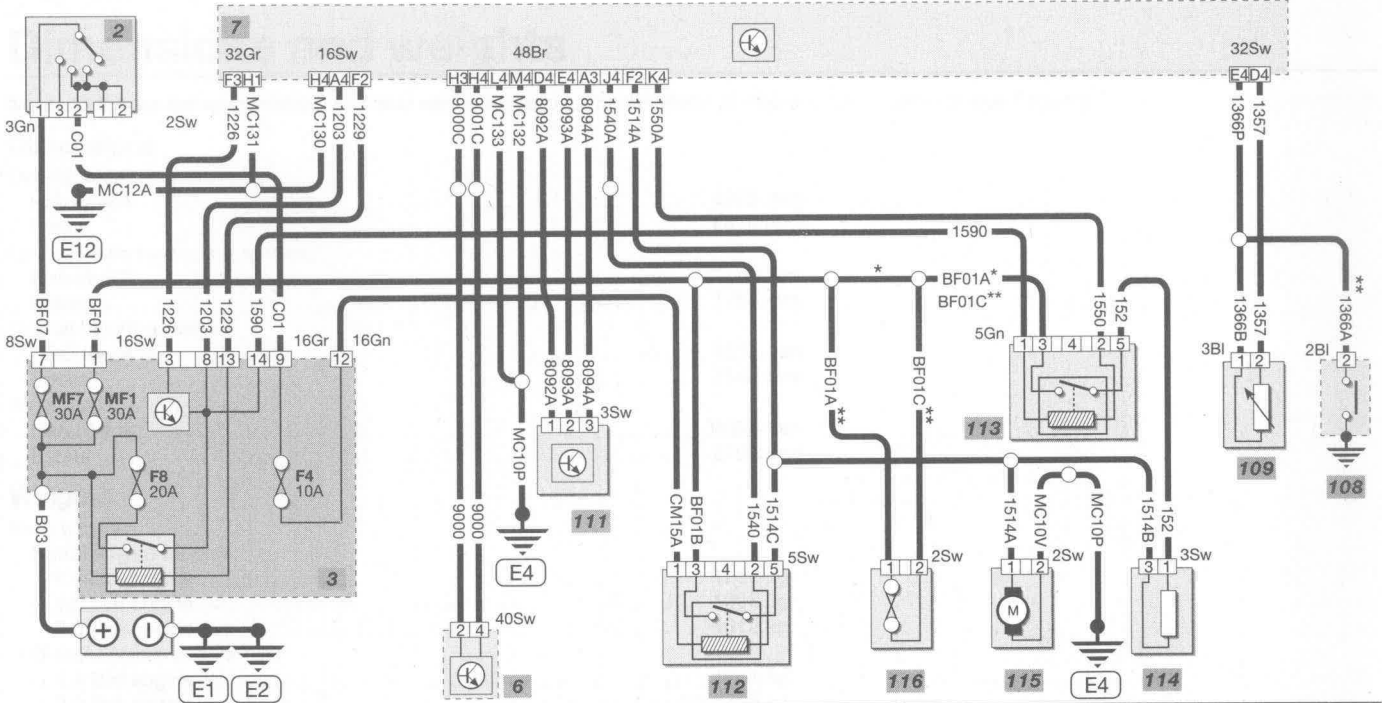 2
7
32Gr 16Sw 48Br 32Sw
F3 H1 H4 A4 F2 H3 H4 L4 M4 D4 E4 A3 J4 F2 K4 E4 D4
1 3 2 1 2
3Gn 2Sw
C01 1226 MC131 MC130 1203 1229 9000C 9001C MC133 MC132 8092A 8093A 8094A 1540A 1514A 1550A 1366P 1357
MC12A
E12
1590
* BF01A*
BF01C**
**
BF07 BF01 1226 1203 1229 1590 C01 1550 152 1366B 1357 1366A
8Sw 16Sw 16Gr 16Gn 5Gn 3Bl 2Bl
7 1 3 8 13 14 9 12
1 3 4 2 5
1 2
2
8092A 8093A 8094A
BF01A** BF01C**
MF7 30A
MF1 30A
F8 20A
F4 10A
3Sw
1 2 3
113
109
108
111
B03
9000 9000 MC10P CM15A BF01B 1540 1514C 1514A MC10V MC10P 1514B 152
E4
5Sw 2Sw 2Sw 3Sw
1 3 4 2 5
1 2
1 2
3 1
3
M
+ −
40Sw
2 4
E1 E2
6
112
116
115
E4
114